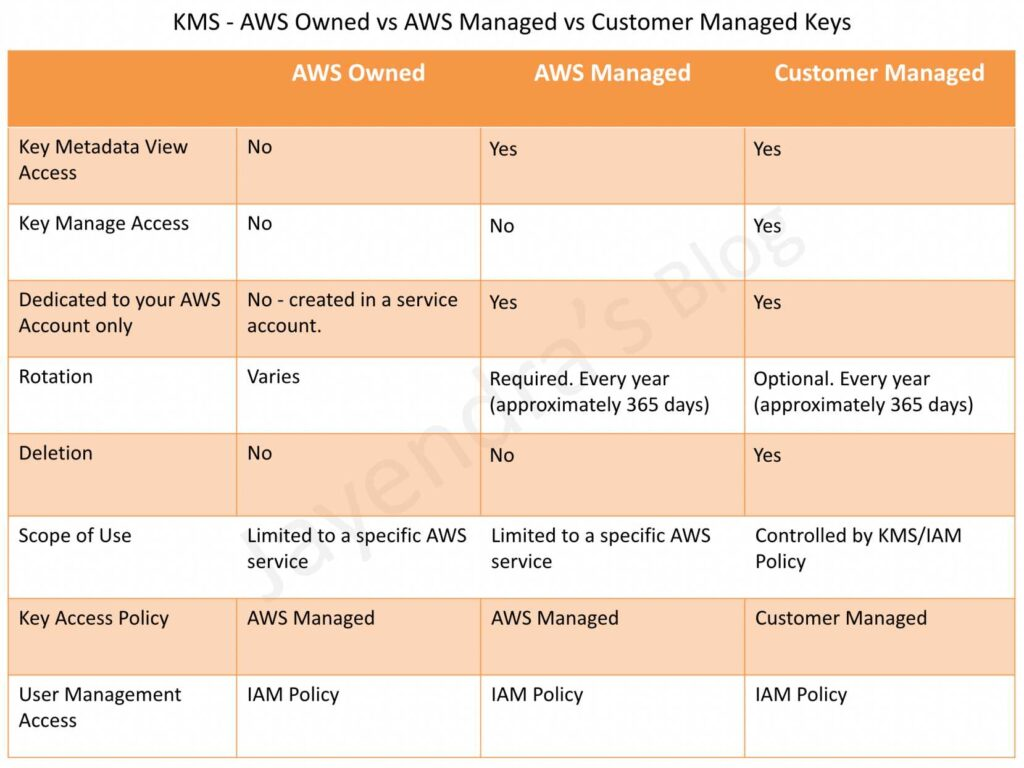 KMS - AWS Owned vs AWS Managed vs Customer Managed Keys
AWS Owned AWS Managed Customer Managed
Key Metadata View
Access
No
Yes
Yes
Key Manage Access
No
No
Yes
Dedicated to your AWS
Account only
No - created in a service
account.
Yes
Yes
Rotation
Varies
Required. Every year
(approximately 365 days)
Optional. Every year
(approximately 365 days)
Deletion
No
No
Yes
Scope of Use
Limited to a specific AWS
service
Limited to a specific AWS
service
Controlled by KMS/IAM
Policy
Key Access Policy
AWS Managed
AWS Managed
Customer Managed
User Management
Access
IAM Policy
IAM Policy
IAM Policy
Jayendra's Blog